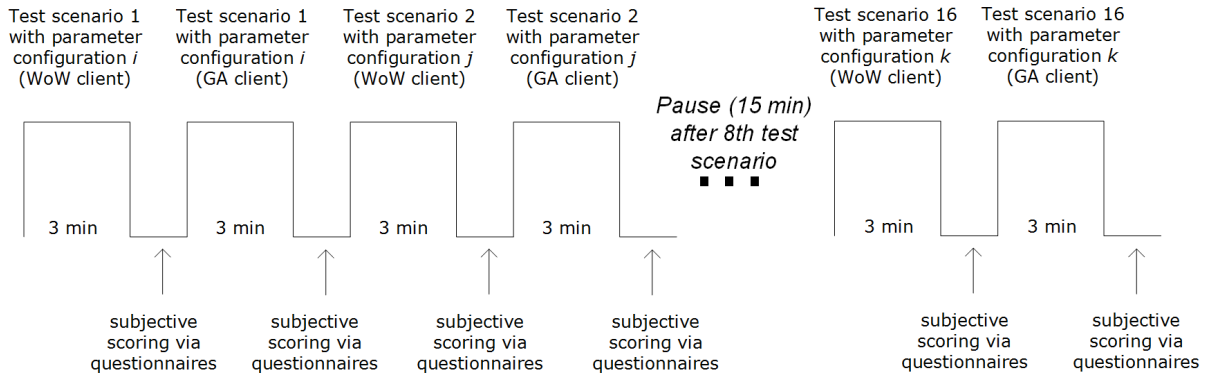 Test scenario 1
with parameter
configuration i
(WoW client)
Test scenario 1
with parameter
configuration i
(GA client)
Test scenario 2
with parameter
configuration j
(WoW client)
Test scenario 2
with parameter
configuration j
(GA client)
Pause (15 min)
after 8th test
scenario
Test scenario 16
with parameter
configuration k
(WoW client)
Test scenario 16
with parameter
configuration k
(GA client)
3 min
3 min
3 min
3 min
3 min
3 min
subjective
scoring via
questionnaires
subjective
scoring via
questionnaires
subjective
scoring via
questionnaires
subjective
scoring via
questionnaires
subjective
scoring via
questionnaires
subjective
scoring via
questionnaires